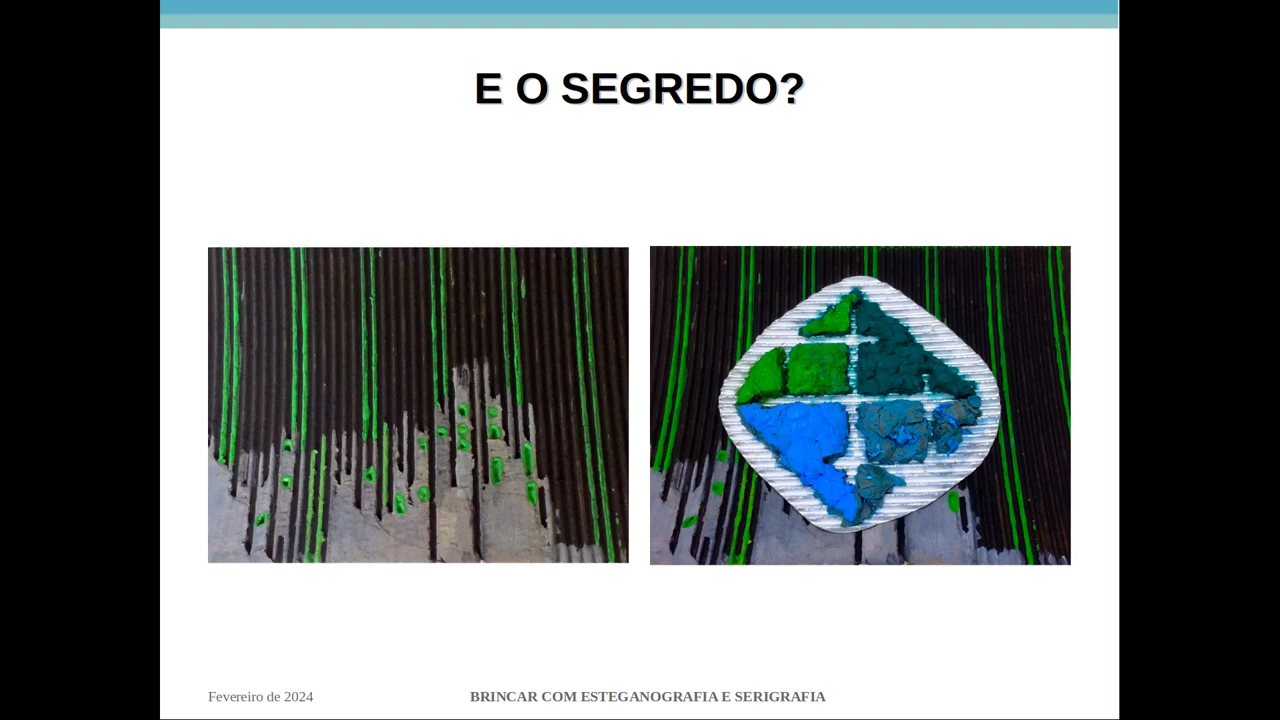 E O SEGREDO?
Fevereiro de 2024
BRINCAR COM ESTEGANOGRAFIA E SERIGRAFIA